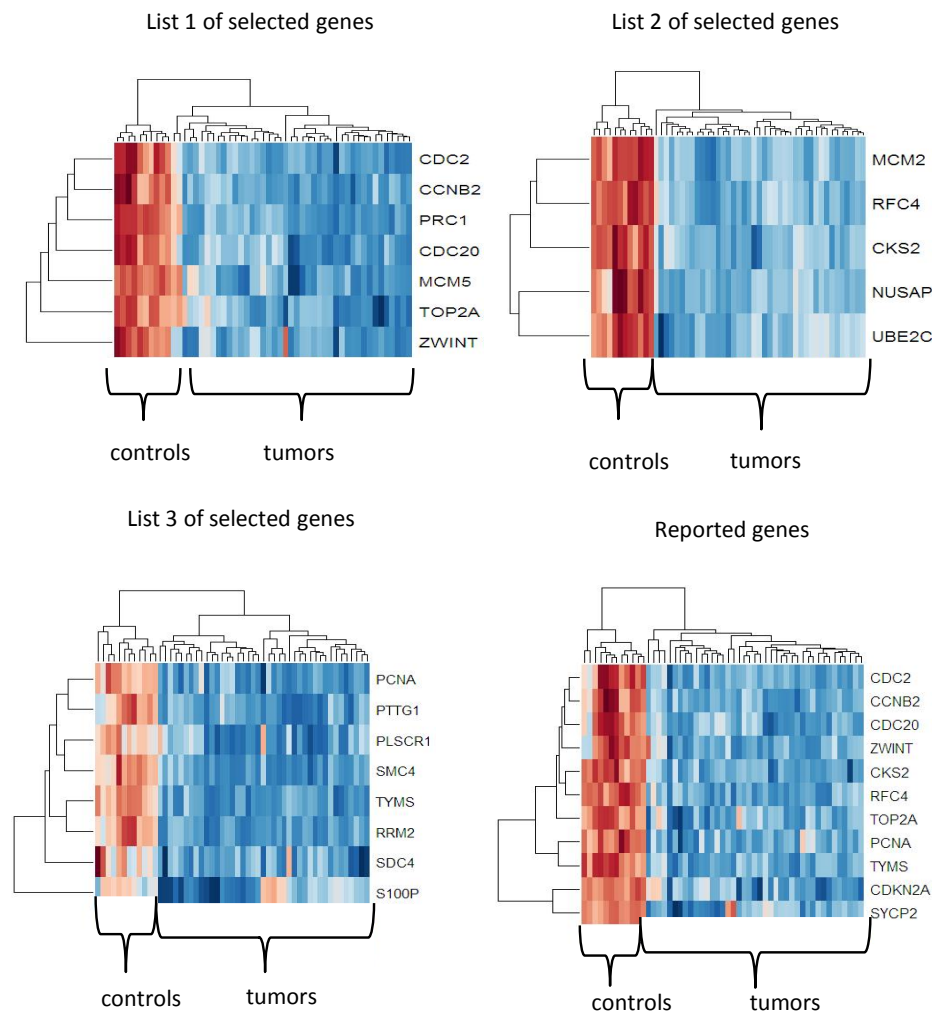 List 1 of selected genes
CDC2
CCNB2
PRC1
CDC20
MCM5
TOP2A
ZWINT
controls
tumors
List 2 of selected genes
MCM2
RFC4
CKS2
NUSAP
UBE2C
controls
tumors
List 3 of selected genes
PCNA
PTTG1
PLSCR1
SMC4
TYMS
RRM2
SDC4
S100P
controls
tumors
Reported genes
CDC2
CCNB2
CDC20
ZWINT
CKS2
RFC4
TOP2A
PCNA
TYMS
CDKN2A
SYCP2
controls
tumors